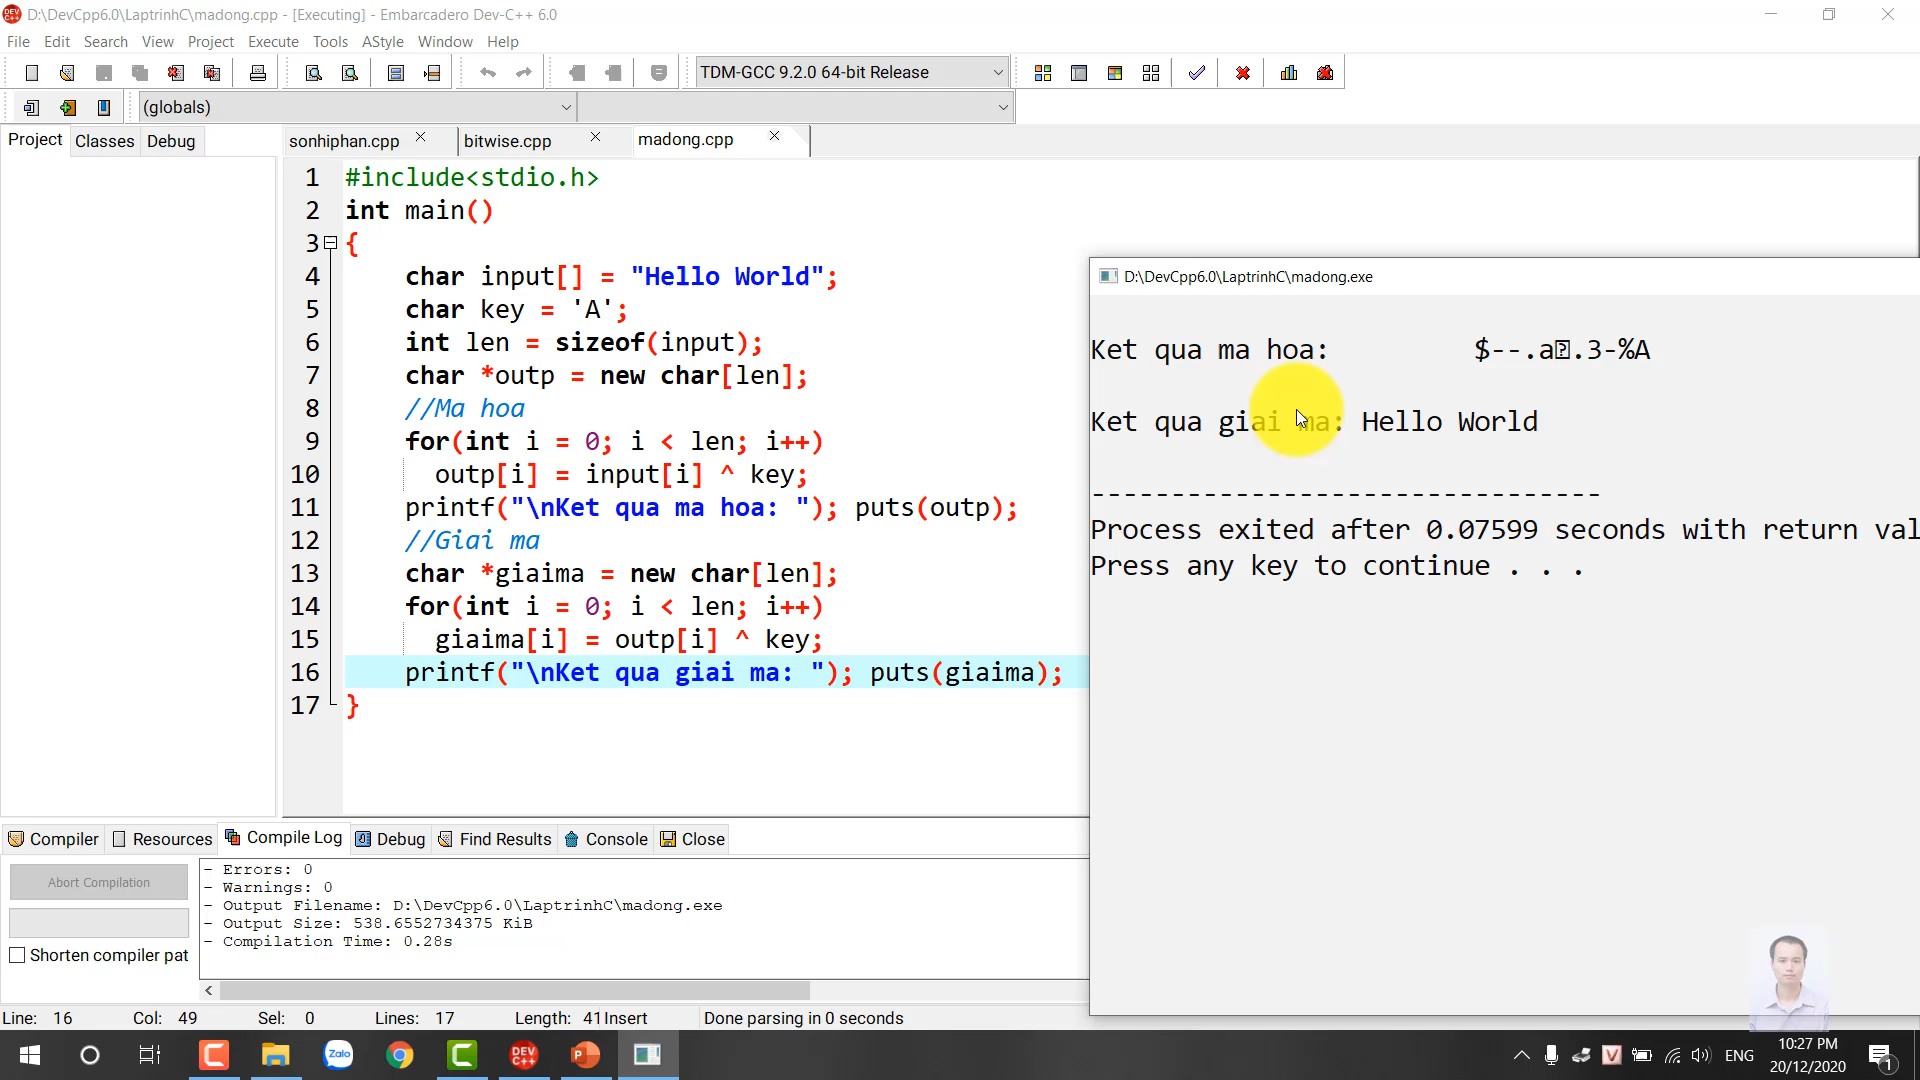 D:\DevCpp6.0\LaptrinhC\madong.cpp - [Executing] - Embarcadero Dev-C++ 6.0
File Edit Search View Project Execute Tools AStyle Window Help
TDM-GCC 9.2.0 64-bit Release
(globals)
Project Classes Debug
sonhiphan.cpp bitwise.cpp madong.cpp
1 #include<stdio.h>
2 int main()
3 {
4 char input[] = "Hello World";
5 char key = 'A';
6 int len = sizeof(input);
7 char *outp = new char[len];
8 //Ma hoa
9 for(int i = 0; i < len; i++)
10 outp[i] = input[i] ^ key;
11 printf("\nKet qua ma hoa: "); puts(outp);
12 //Giai ma
13 char *giaima = new char[len];
14 for(int i = 0; i < len; i++)
15 giaima[i] = outp[i] ^ key;
16 printf("\nKet qua giai ma: "); puts(giaima);
17 }
D:\DevCpp6.0\LaptrinhC\madong.exe
Ket qua ma hoa: $--.a⍰.3-%A
Ket qua giai ma: Hello World
--------------------------------
Process exited after 0.07599 seconds with return val
Press any key to continue . . .
Compiler Resources Compile Log Debug Find Results Console Close
Abort Compilation
Shorten compiler pat
- Errors: 0
- Warnings: 0
- Output Filename: D:\DevCpp6.0\LaptrinhC\madong.exe
- Output Size: 538.6552734375 KiB
- Compilation Time: 0.28s
Line: 16 Col: 49 Sel: 0 Lines: 17 Length: 41Insert Done parsing in 0 seconds
Zalo
DEV C++
ENG
10:27 PM
20/12/2020
1